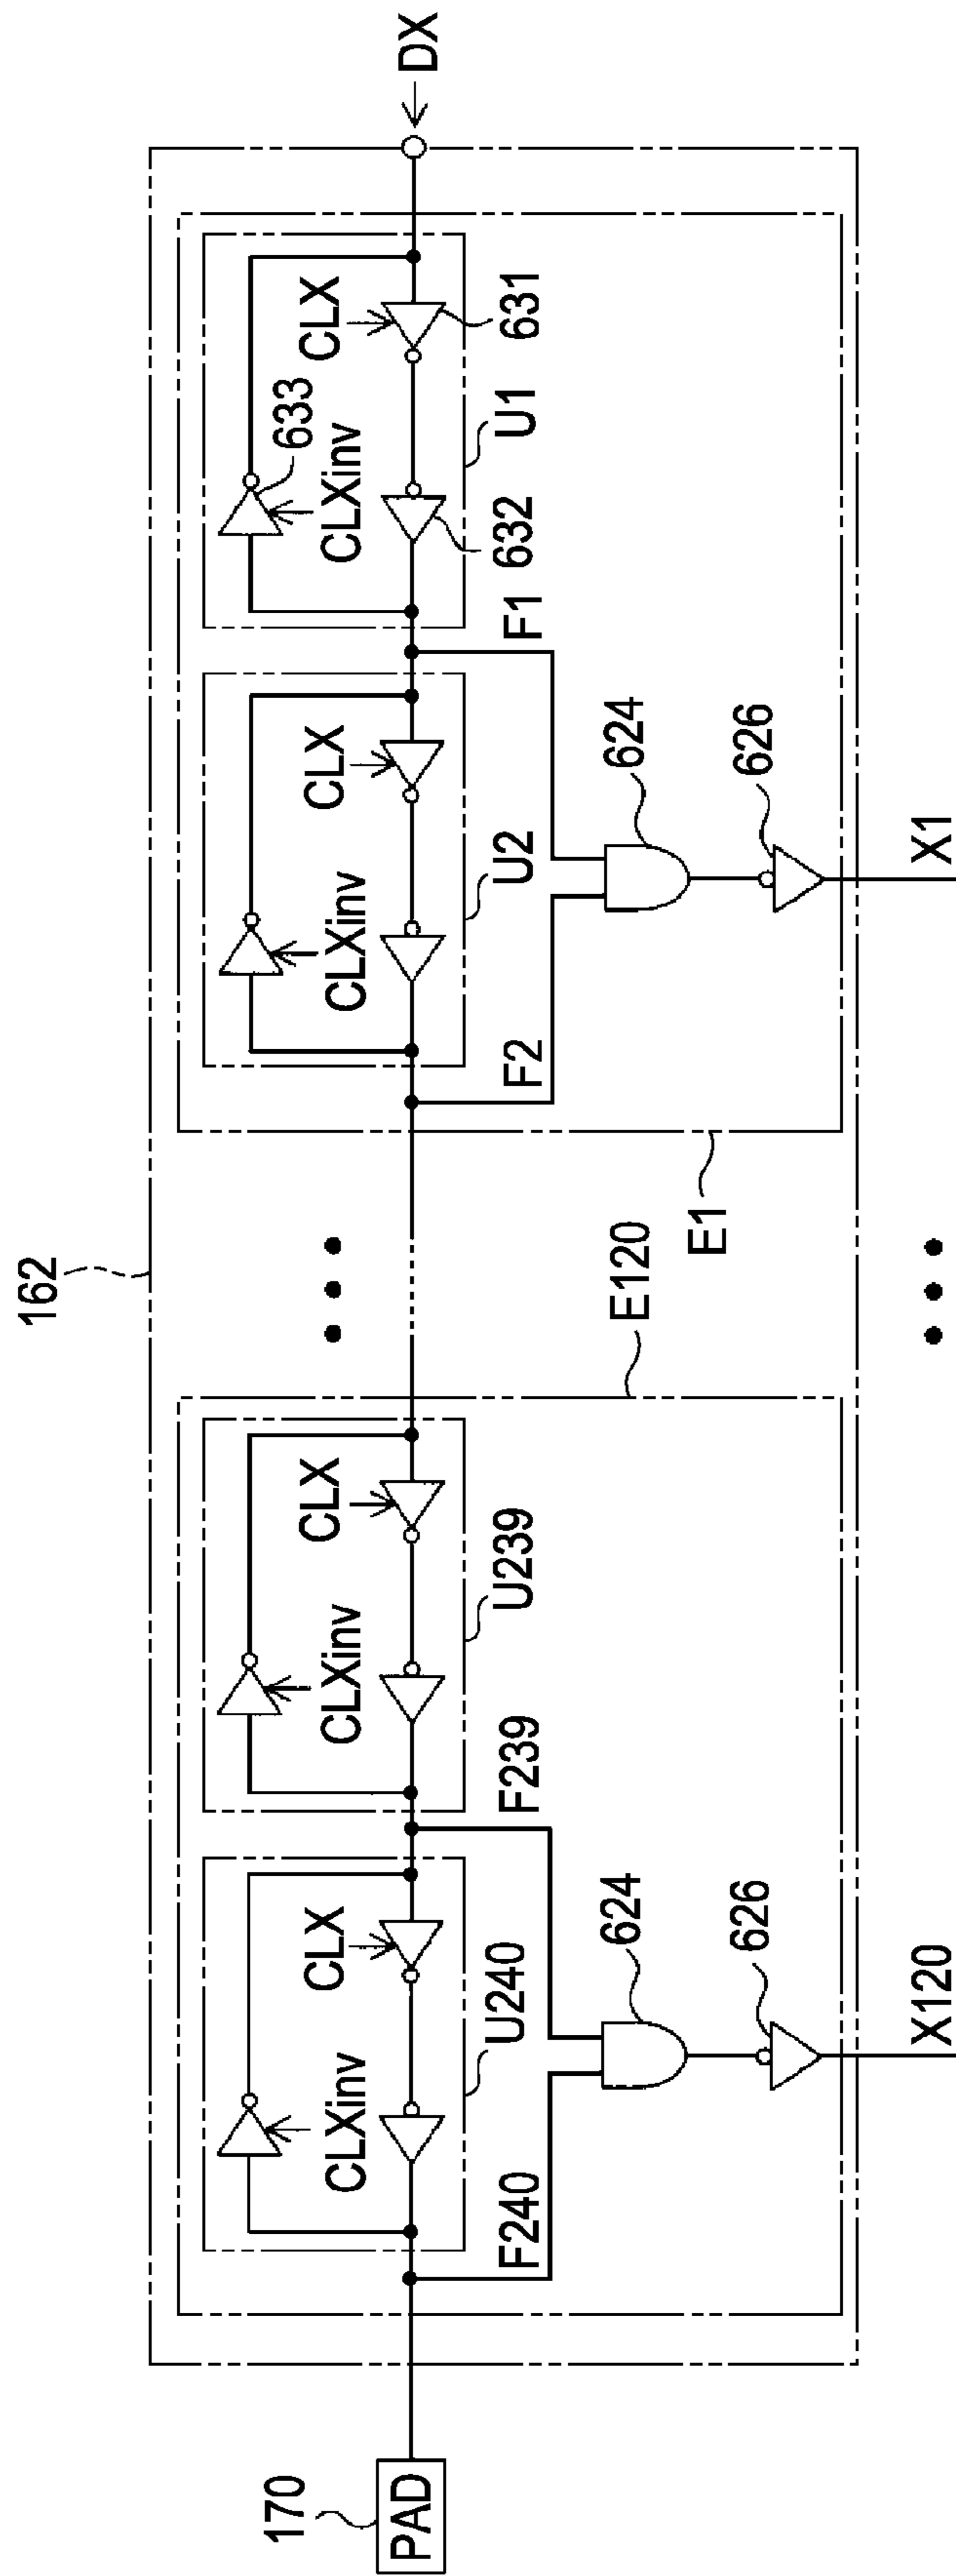 162
DX
CLX
633
CLXinv
631
U1
632
F1
CLX
CLXinv
U2
F2
624
626
X1
E1
E120
CLX
CLXinv
U239
F239
CLX
CLXinv
U240
F240
624
626
X120
170
PAD